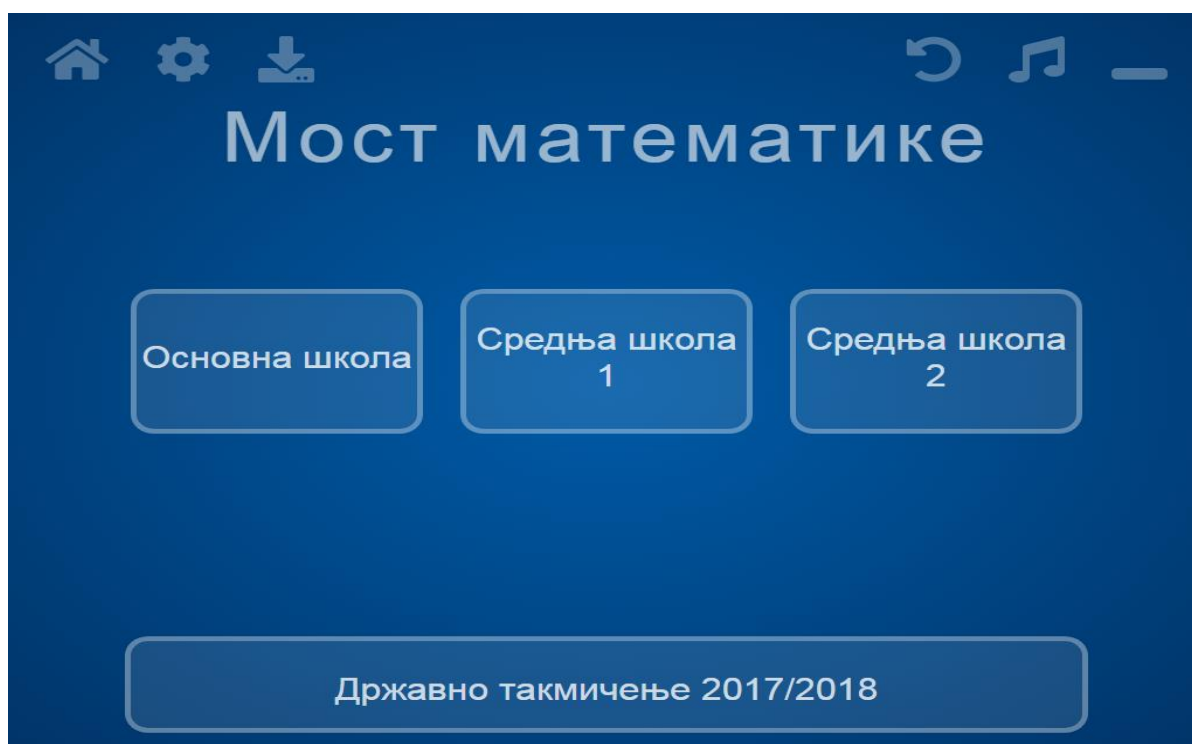 Мост математике
Основна школа
Средња школа
1
Средња школа
2
Државно такмичење 2017/2018